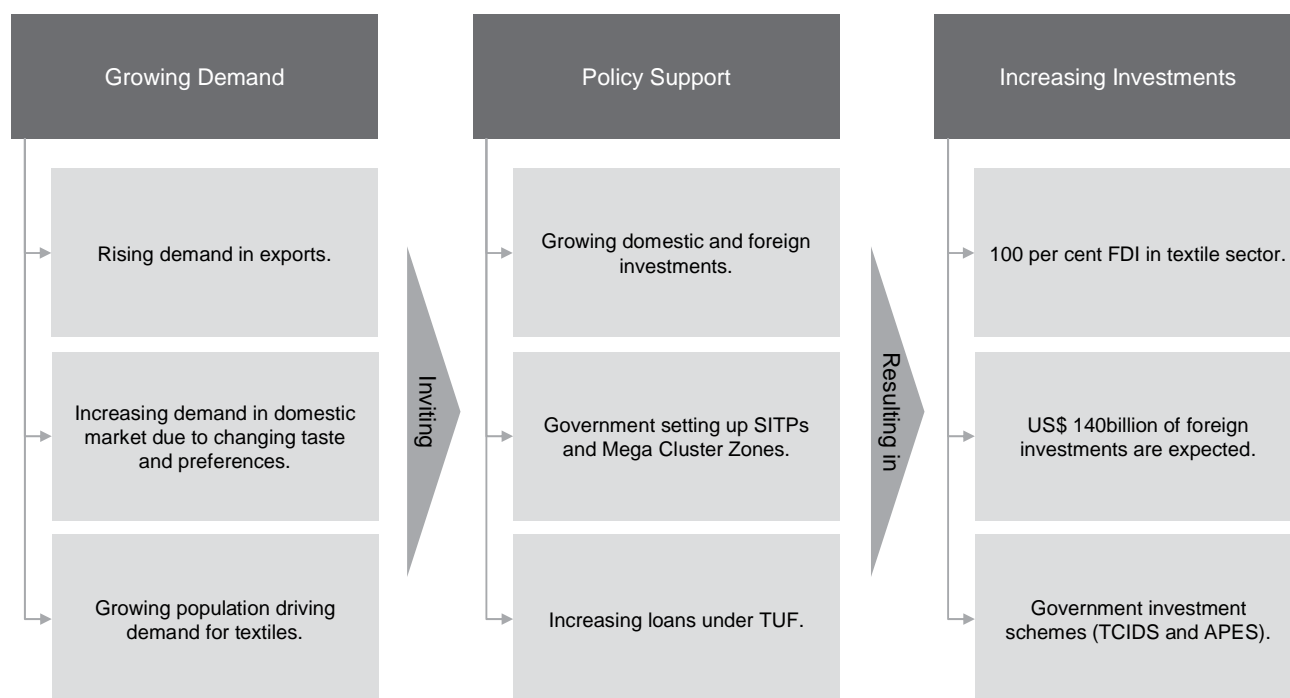 Growing Demand
Rising demand in exports.
Increasing demand in domestic
market due to changing taste
and preferences.
Growing population driving
demand for textiles.
Inviting
Policy Support
Growing domestic and foreign
investments.
Government setting up SITPs
and Mega Cluster Zones.
Increasing loans under TUF.
Resulting in
Increasing Investments
100 per cent FDI in textile sector.
US$ 140billion of foreign
investments are expected.
Government investment
schemes (TCIDS and APES).